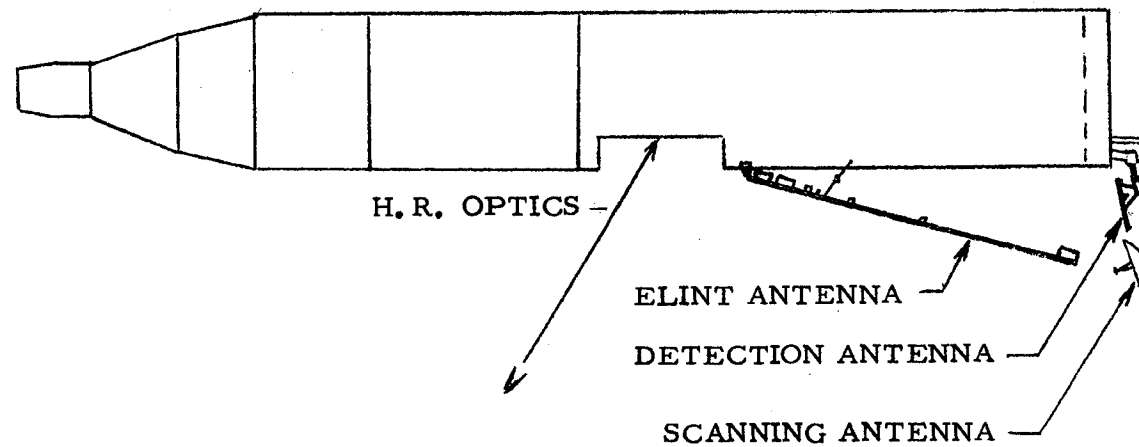 H. R. OPTICS
ELINT ANTENNA
DETECTION ANTENNA
SCANNING ANTENNA